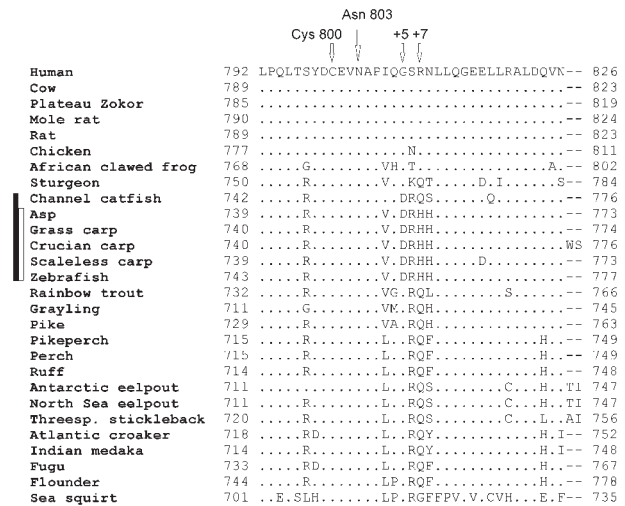 Asn 803
Cys 800 +5 +7
Human 792 LPQLTSYDCEVNAPIQGSRNLLQGEELLRALDQVN-- 826
Cow 789 ...................................-- 823
Plateau Zokor 785 ...................................-- 819
Mole rat 790 ...................................-- 824
Rat 789 ...................................-- 823
Chicken 777 .................N.................-- 811
African clawed frog 768 .....G........VH.T...............A.-- 802
Sturgeon 750 .....R........V..KQT.....D.I......S-- 784
Channel catfish 742 .....R..........DRQS......Q........-- 776
Asp 739 .....R........V.DRHH...............-- 773
Grass carp 740 .....R........V.DRHH...............-- 774
Crucian carp 740 .....R........V.DRHH...............WS 776
Scaleless carp 739 .....R........V.DRHH.....D.........-- 773
Zebrafish 743 .....R........V.DRHH...............-- 777
Rainbow trout 732 .....R........VG.RQL........S......-- 766
Grayling 711 .....G........VM.RQH...............-- 745
Pike 729 .....R........VA.RQH...............-- 763
Pikeperch 715 .....R........L..RQF............H..-- 749
Perch 715 .....R........L..RQF............H..-- 749
Ruff 714 .....R........L..RQF............H..-- 748
Antarctic eelpout 711 ..............L..RQS........C...H..TI 747
North Sea eelpout 711 .....R........L..RQS........C...H..TI 747
Threesp. stickleback 720 .....R........L..RQS........C...L..AI 756
Atlantic croaker 718 .....RD.......L..RQY............H.I-- 752
Indian medaka 714 .....R........L..RQY..............I-- 748
Fugu 733 .....RD.......L..RQF............H..-- 767
Flounder 744 .....R........LP.RQF............H..-- 778
Sea squirt 701 ..E.SLH.......LP.RGFFPV.V.CVH...E.F-- 735